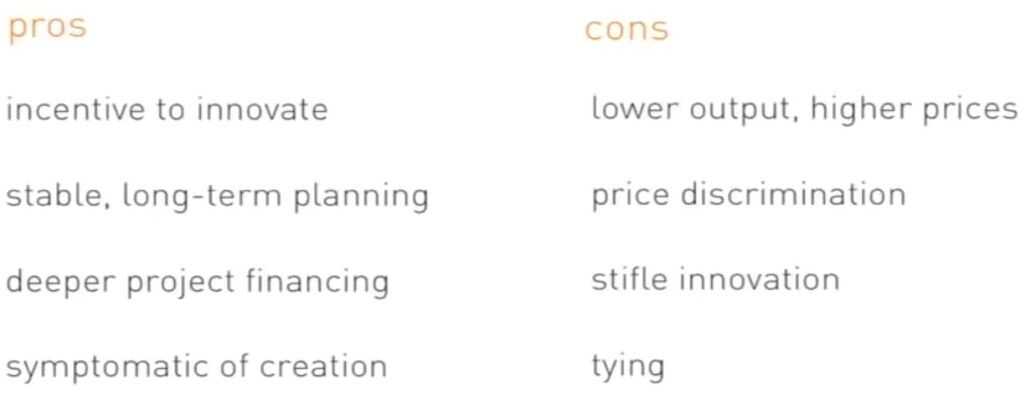 pros
cons
incentive to innovate
lower output, higher prices
stable, long-term planning
price discrimination
deeper project financing
stifle innovation
symptomatic of creation
tying